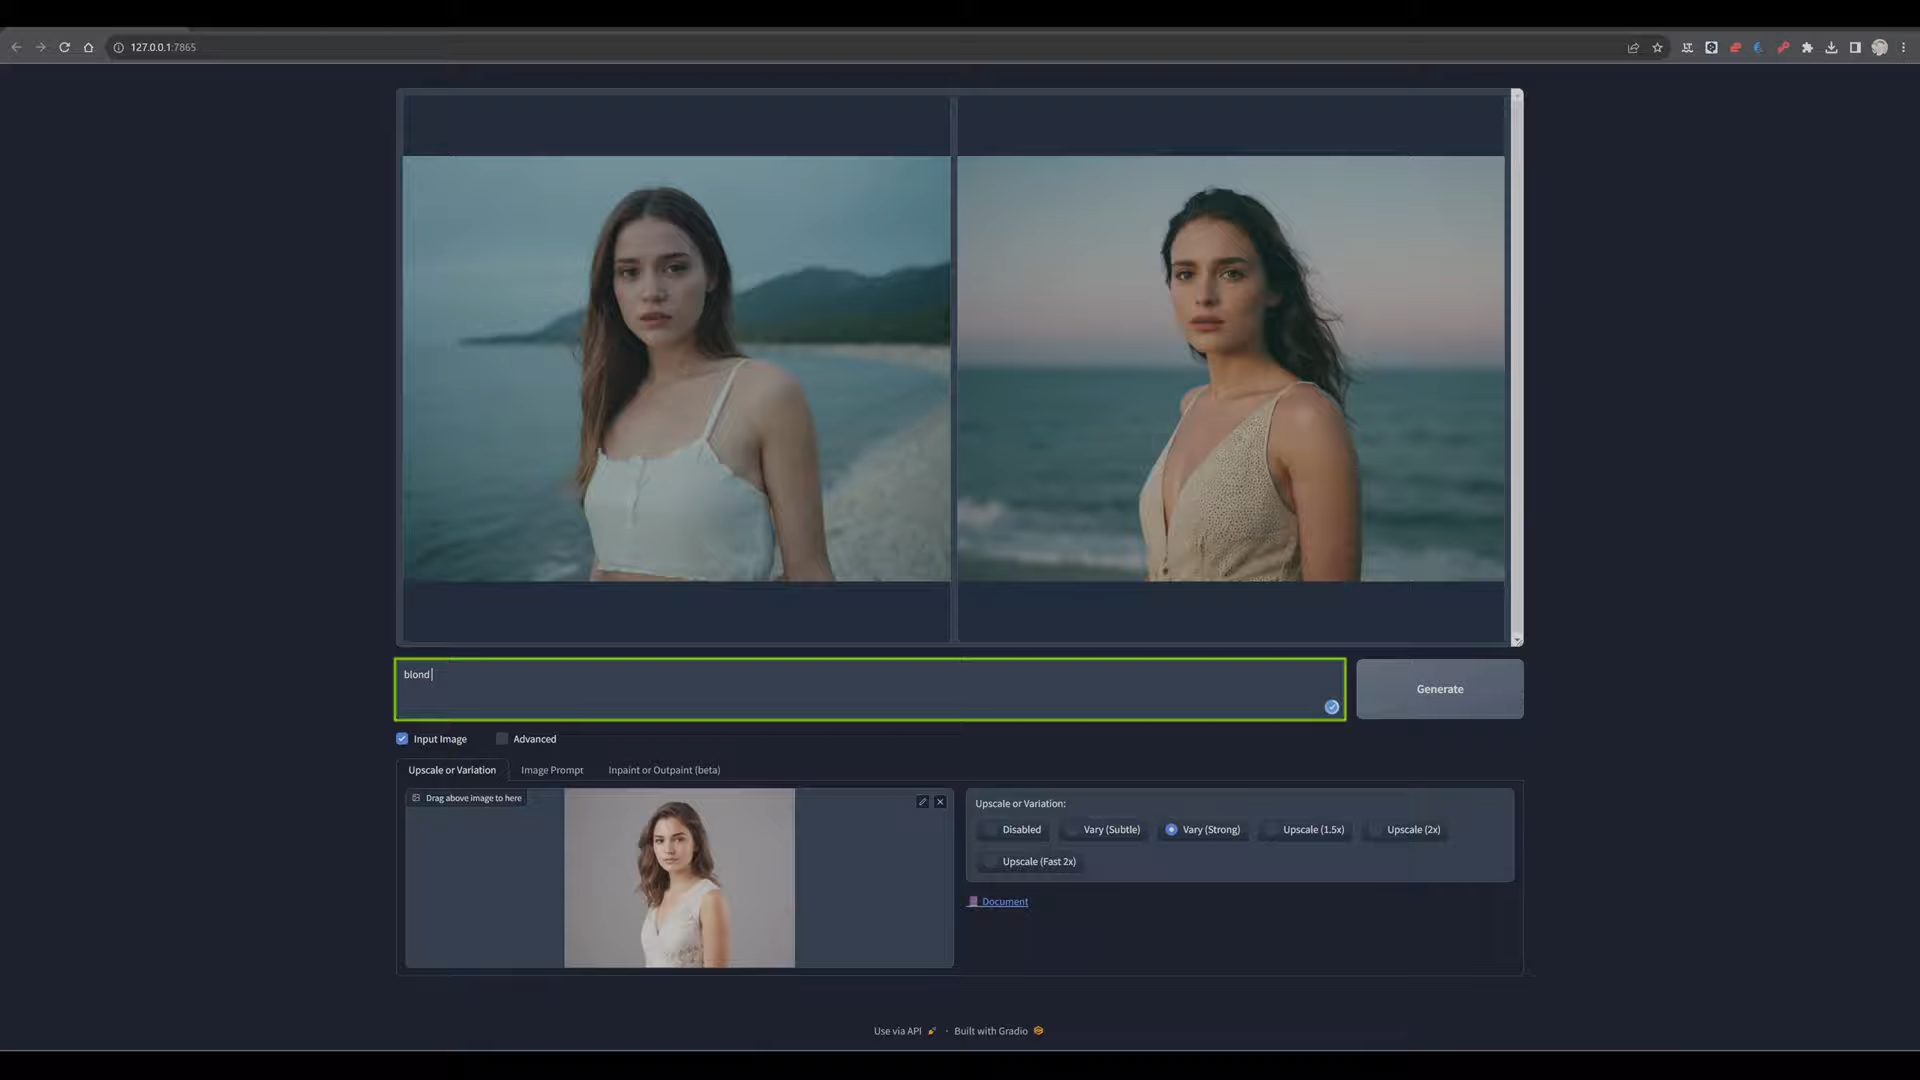 127.0.0.1:7865
blond
Generate
Input Image
Advanced
Upscale or Variation
Image Prompt
Inpaint or Outpaint (beta)
Drag above image to here
Upscale or Variation:
Disabled
Vary (Subtle)
Vary (Strong)
Upscale (1.5x)
Upscale (2x)
Upscale (Fast 2x)
Document
Use via API · Built with Gradio